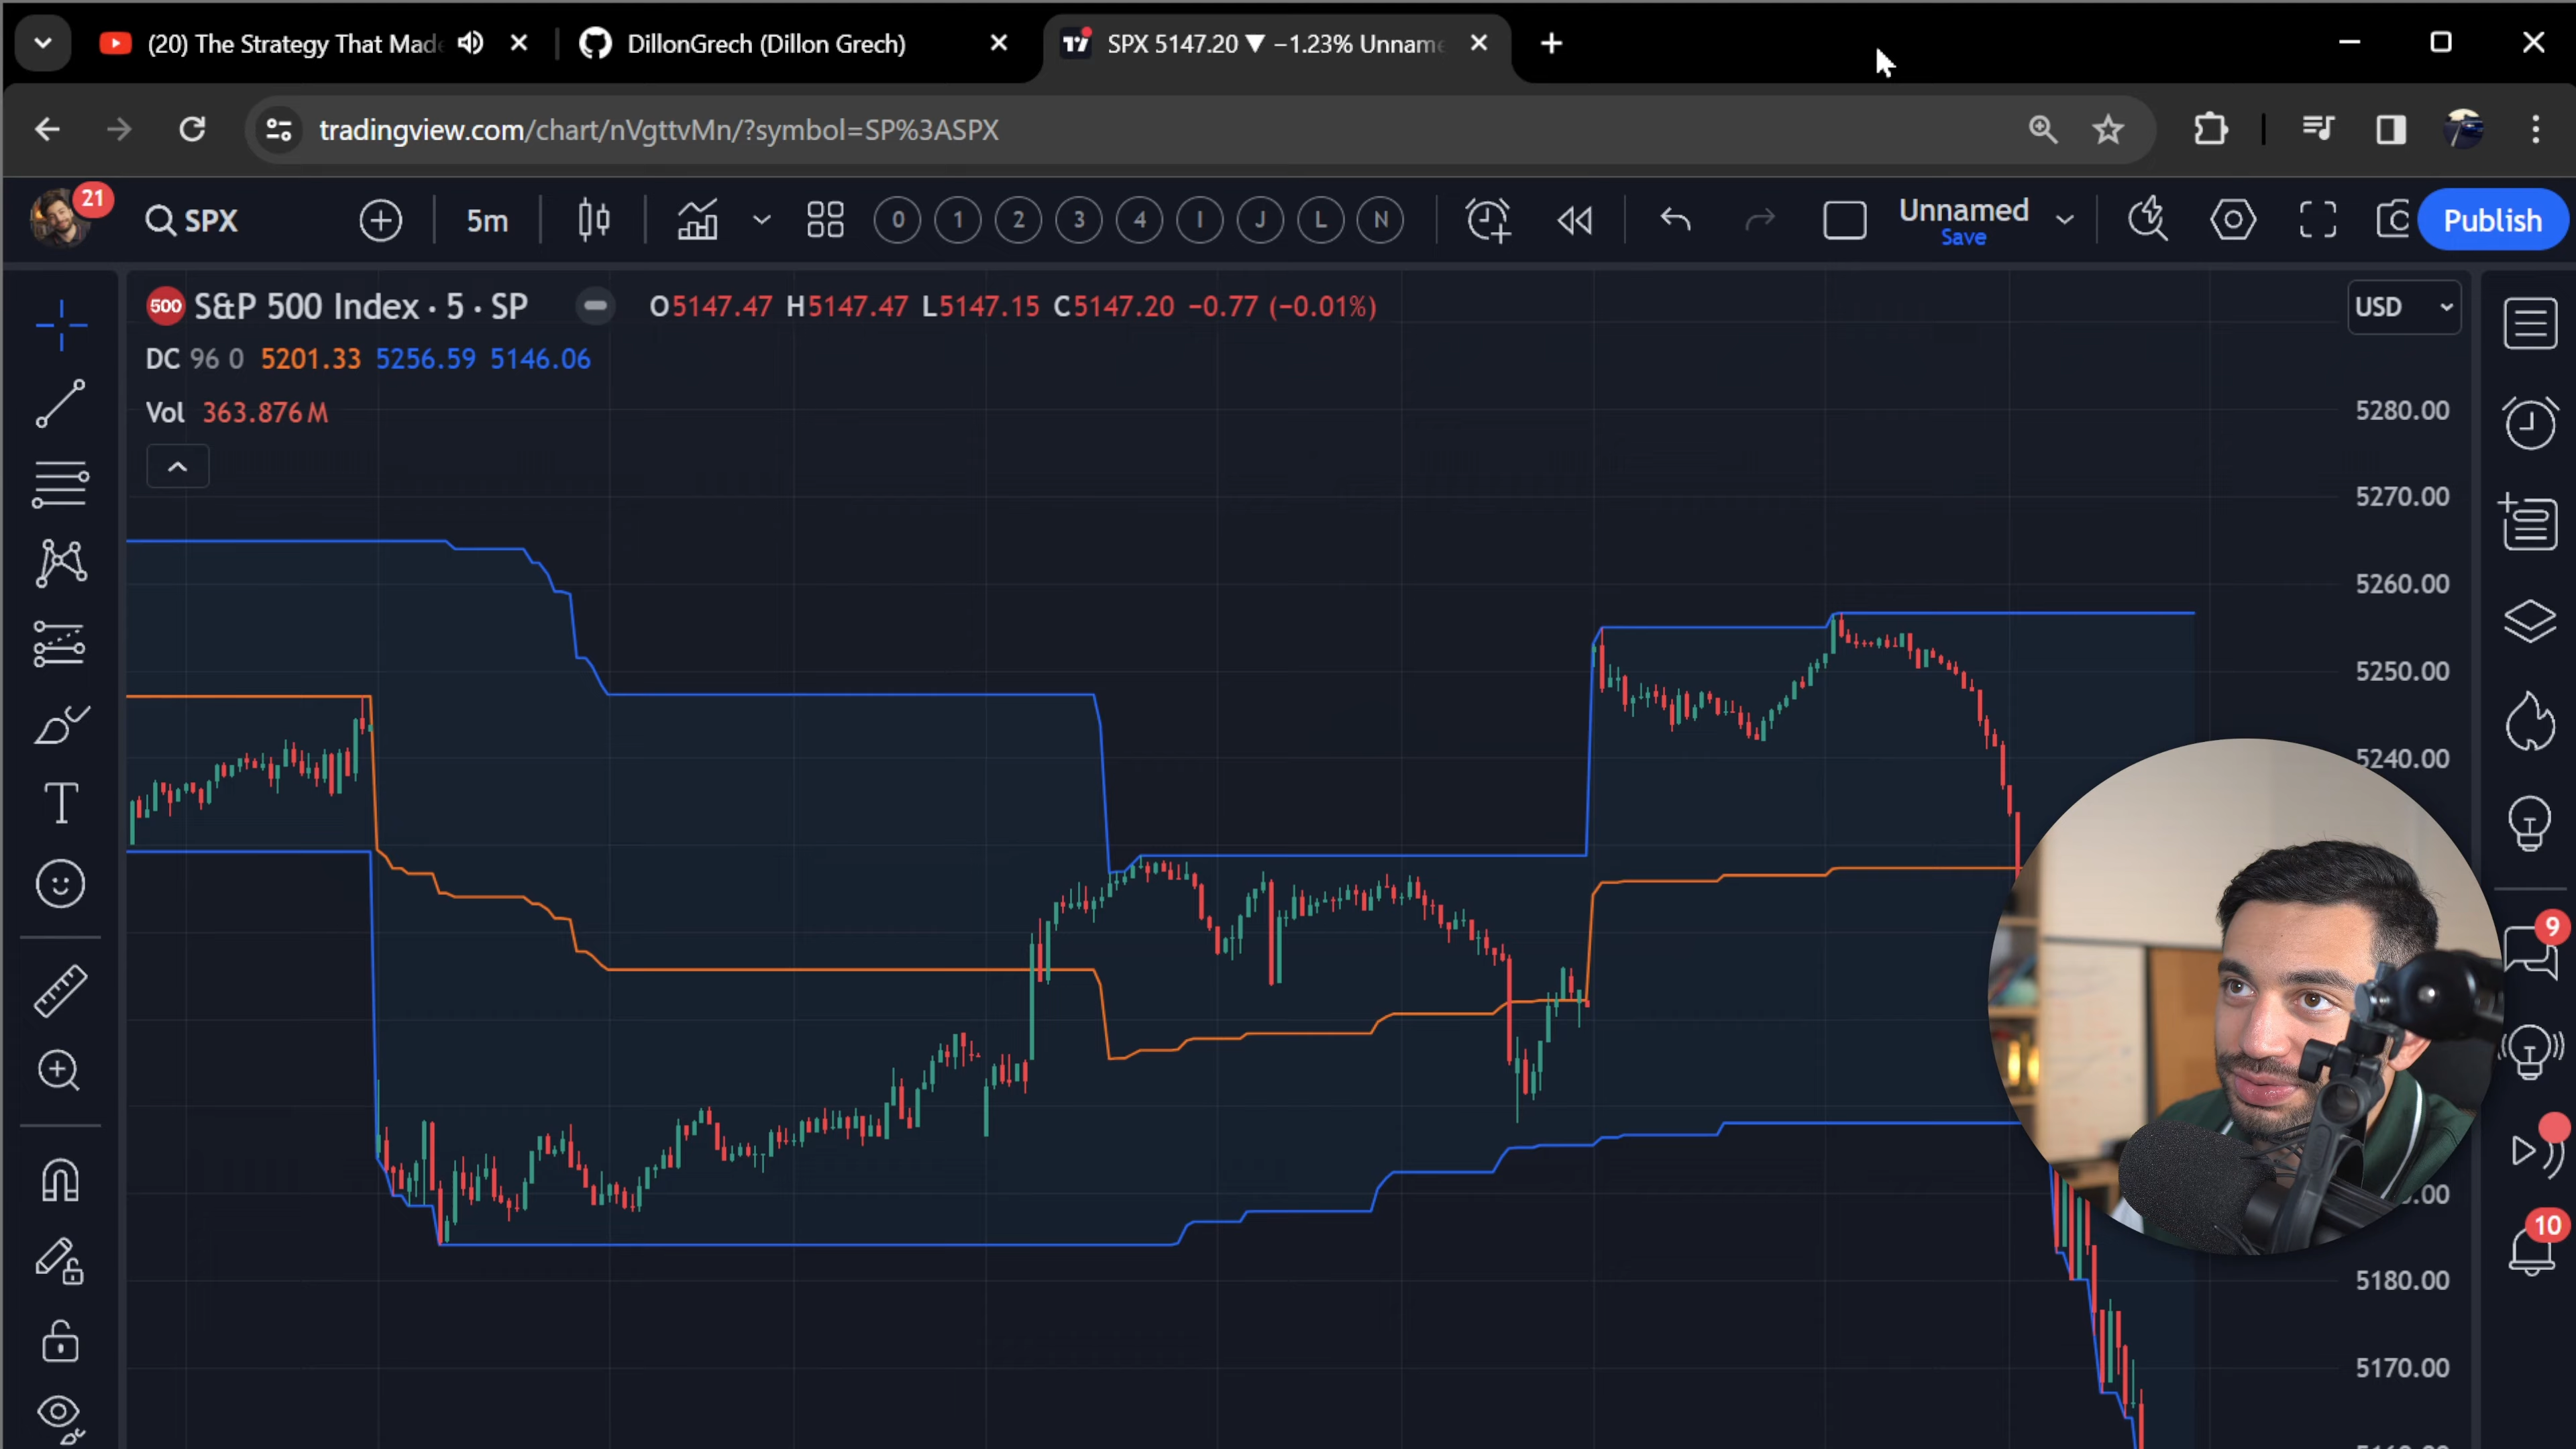 (20) The Strategy That Made
DillonGrech (Dillon Grech)
SPX 5147.20 ▼ −1.23% Unname
tradingview.com/chart/nVgttvMn/?symbol=SP%3ASPX
21
SPX
5m
0 1 2 3 4 I J L N
Unnamed
Save
Publish
500 S&P 500 Index · 5 · SP
O5147.47 H5147.47 L5147.15 C5147.20 −0.77 (−0.01%)
USD
DC 96 0 5201.33 5256.59 5146.06
Vol 363.876 M
5280.00
5270.00
5260.00
5250.00
5240.00
9
10
5180.00
5170.00